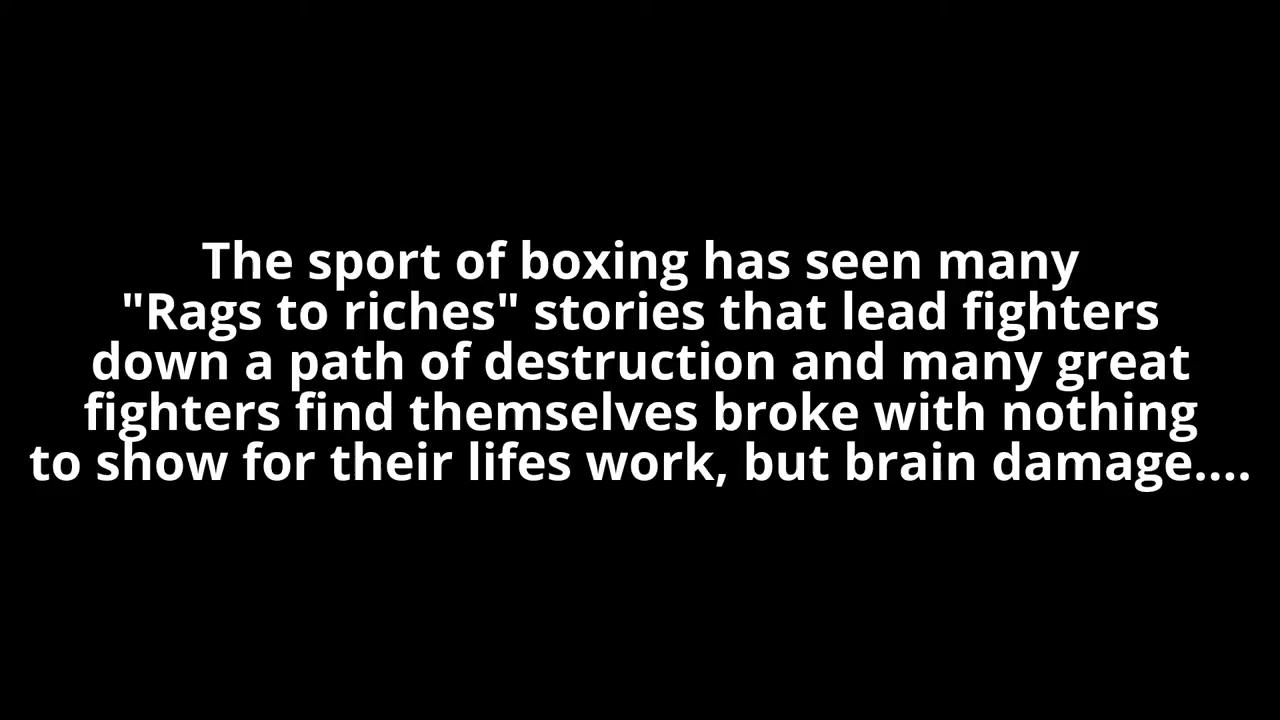 The sport of boxing has seen many
"Rags to riches" stories that lead fighters
down a path of destruction and many great
fighters find themselves broke with nothing
to show for their lifes work, but brain damage....